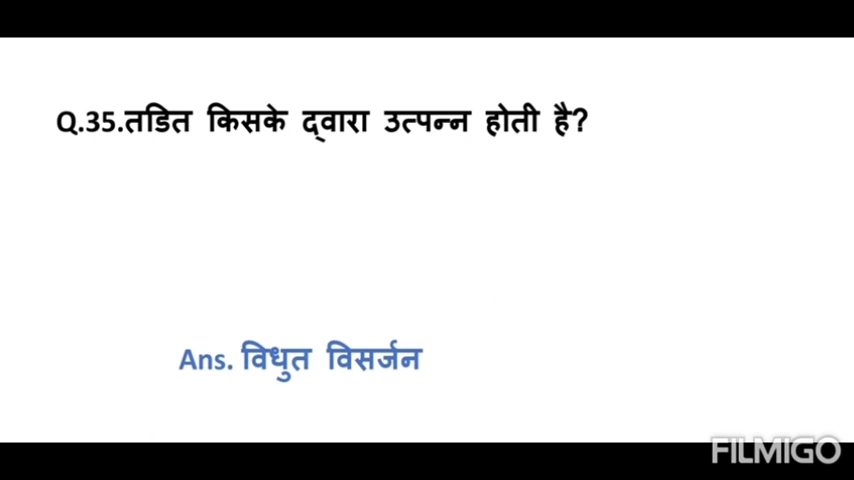 Q.35.तडित किसके द्वारा उत्पन्न होती है?
Ans. विधुत विसर्जन
FILMIGO